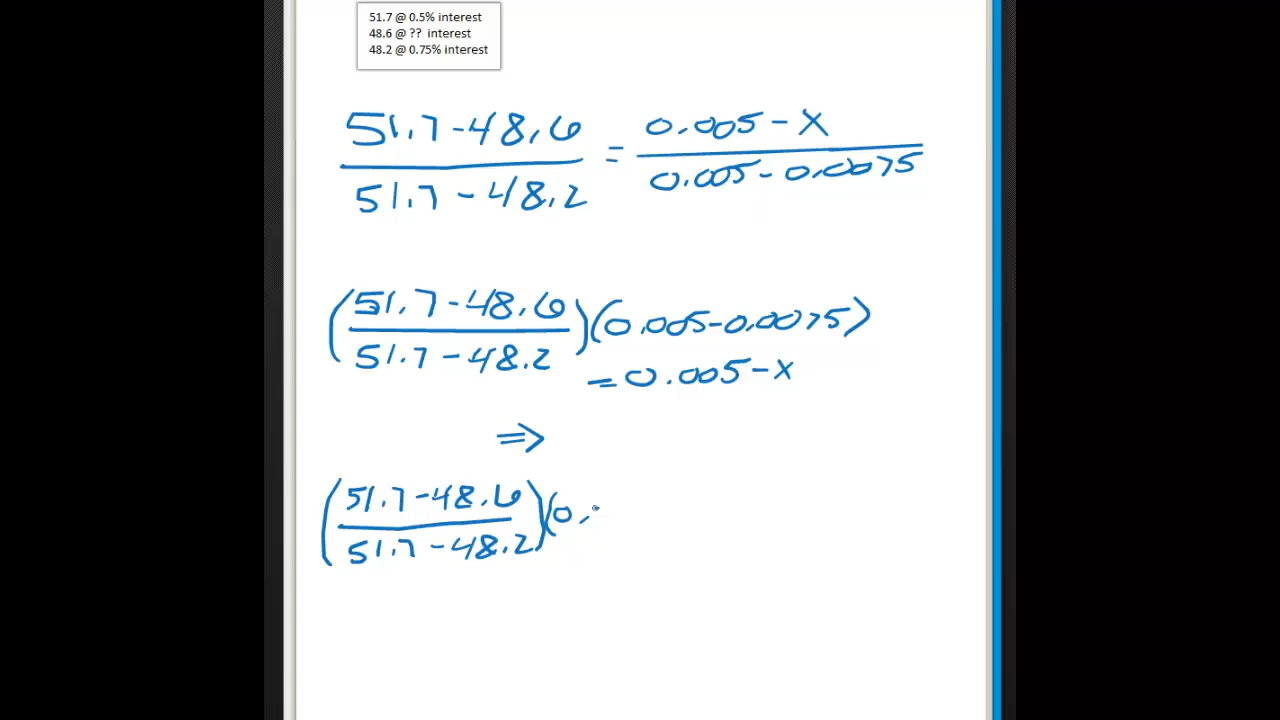 51.7 @ 0.5% interest
48.6 @ ?? interest
48.2 @ 0.75% interest
51.7-48.6
51.7-48.2
=
0.005-x
0.005-0.0075
(51.7-48.6
51.7-48.2)
(0.005-0.0075)
=0.005-x
⇒
(51.7-48.6
51.7-48.2)
(0.